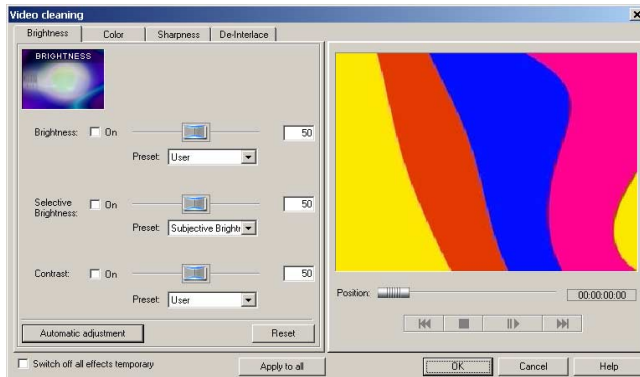 Video cleaning
Brightness Color Sharpness De-Interlace
BRIGHTNESS
Brightness: On 50
Preset: User
Selective Brightness: On 50
Preset: Subjective Brightn
Contrast: On 50
Preset: User
Automatic adjustment Reset
Position: 00:00:00:00
Switch off all effects temporary Apply to all OK Cancel Help